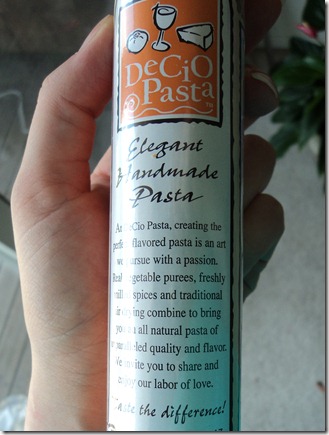 DeCiO
Pasta™
Elegant
Handmade
Pasta
At DeCio Pasta, creating the
perfect flavored pasta is an art
we pursue with a passion.
Real vegetable purees, freshly
milled spices and traditional
air drying combine to bring
you an all natural pasta of
unparalleled quality and flavor.
We invite you to share and
enjoy our labor of love.
Taste the difference!